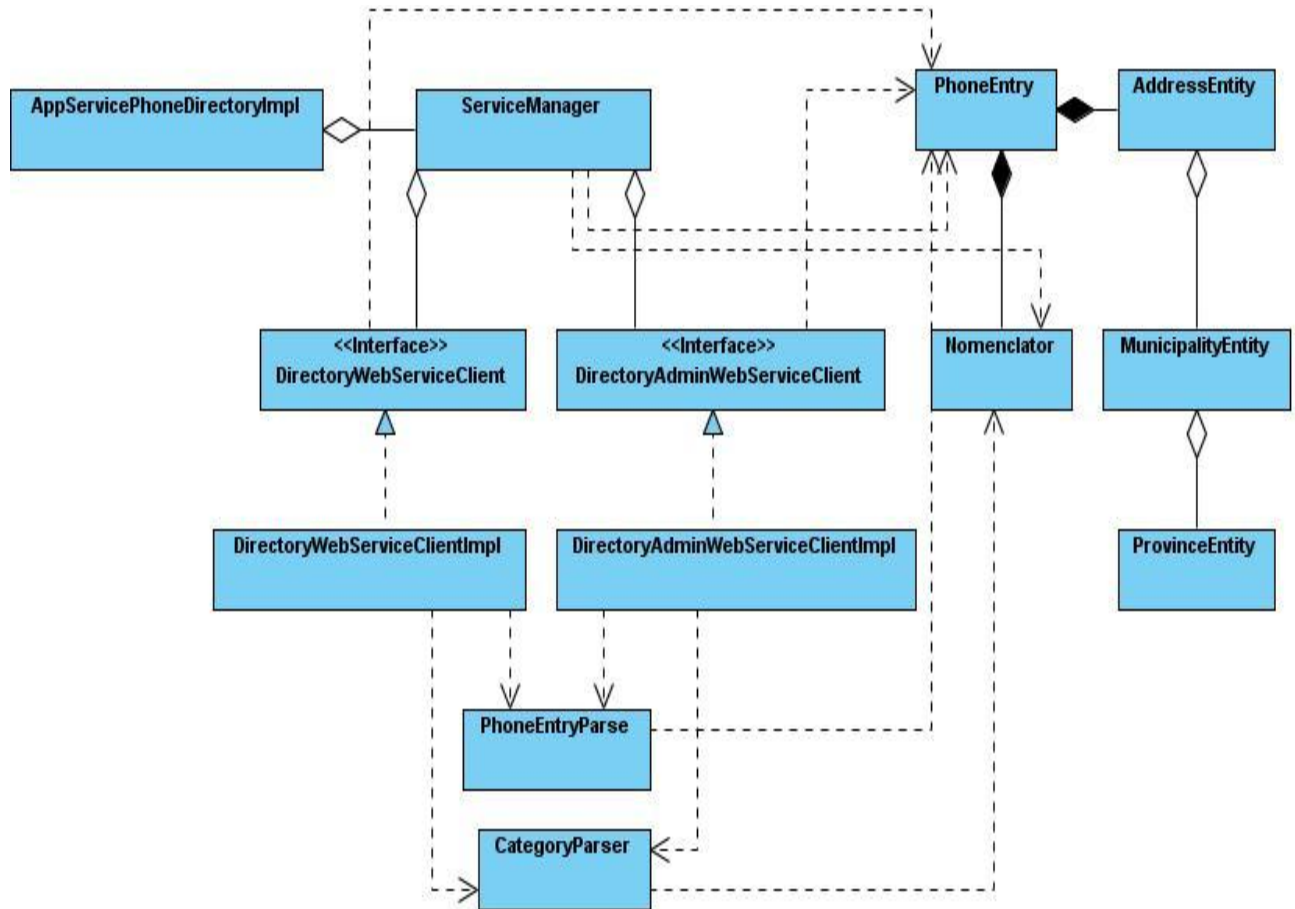 AppServicePhoneDirectoryImpl
ServiceManager
PhoneEntry
AddressEntity
<<Interface>>
DirectoryWebServiceClient
<<Interface>>
DirectoryAdminWebServiceClient
Nomenclator
MunicipalityEntity
DirectoryWebServiceClientImpl
DirectoryAdminWebServiceClientImpl
ProvinceEntity
PhoneEntryParse
CategoryParser